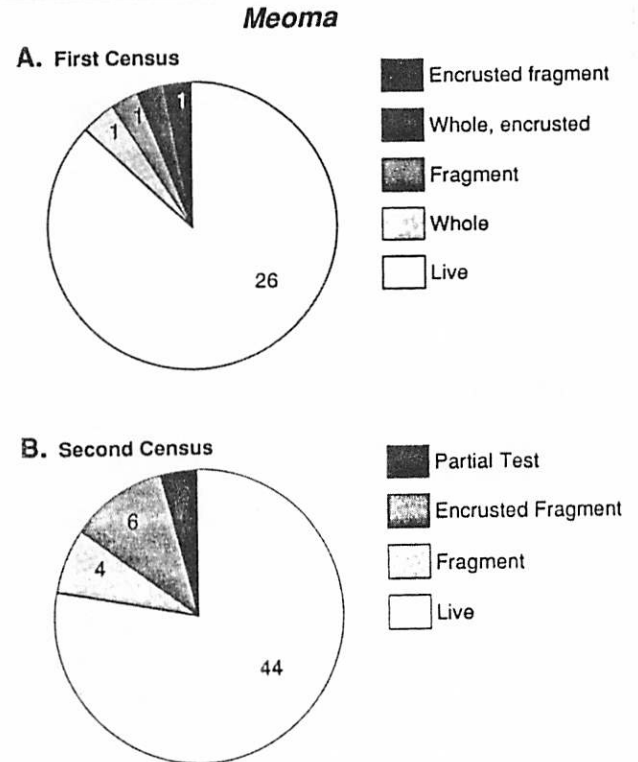 Meoma
A. First Census
Encrusted fragment
Whole, encrusted
Fragment
Whole
Live
1
1
1
26
B. Second Census
Partial Test
Encrusted Fragment
Fragment
Live
6
4
44